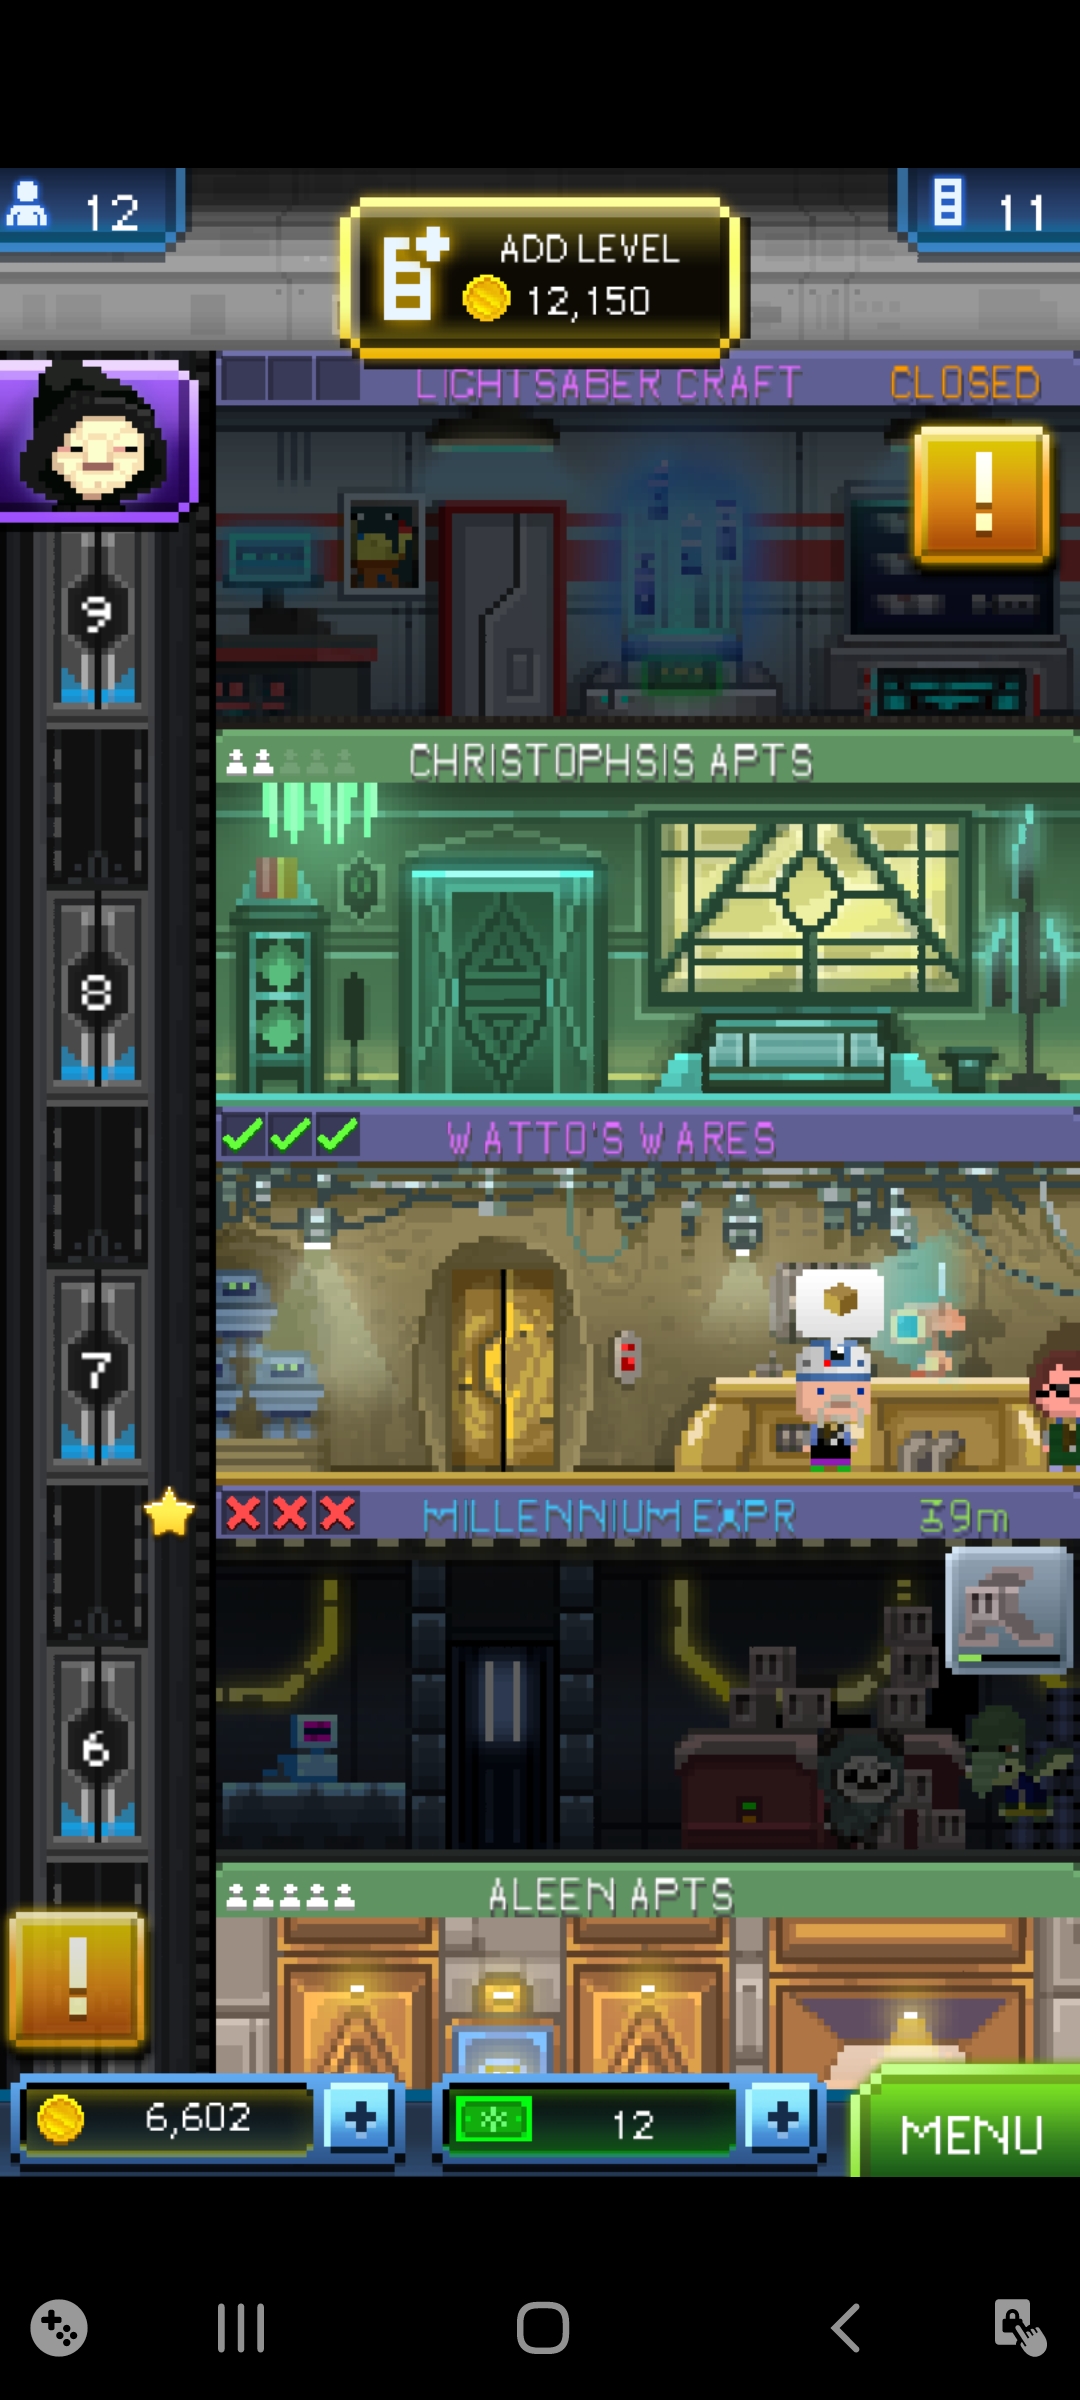 12
ADD LEVEL
12,150
11
LIGHTSABER CRAFT
CLOSED
!
9
CHRISTOPHSIS APTS
8
WATTO'S WARES
7
MILLENNIUM EXPR
39m
6
ALEEN APTS
!
6,602
+
12
+
MENU